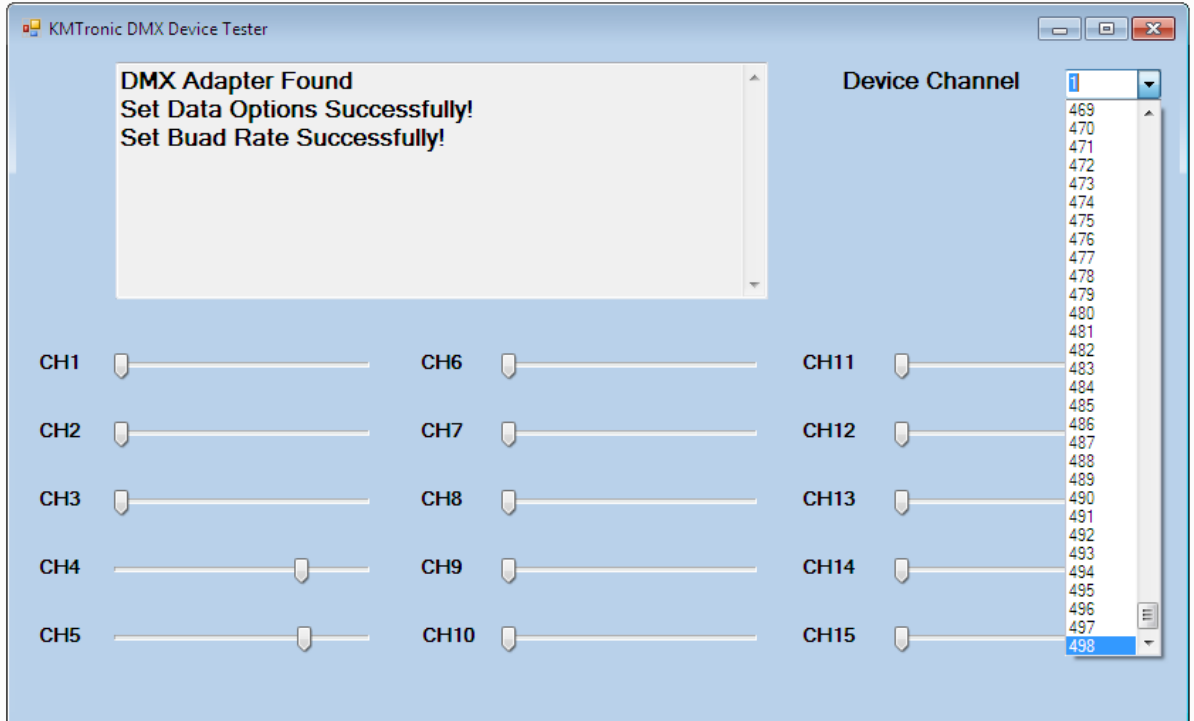 KMTronic DMX Device Tester
DMX Adapter Found
Set Data Options Successfully!
Set Buad Rate Successfully!
Device Channel
1
469
470
471
472
473
474
475
476
477
478
479
480
481
482
483
484
485
486
487
488
489
490
491
492
493
494
495
496
497
498
CH1
CH6
CH11
CH2
CH7
CH12
CH3
CH8
CH13
CH4
CH9
CH14
CH5
CH10
CH15